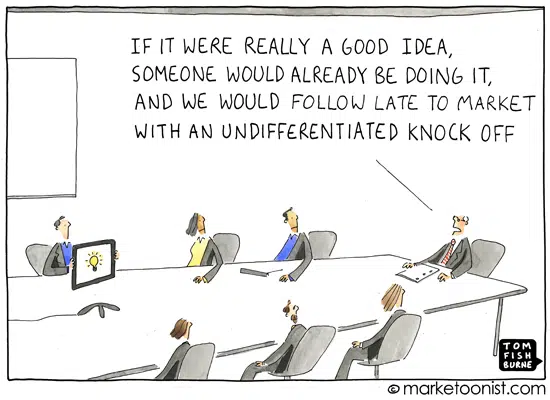 IF IT WERE REALLY A GOOD IDEA,
SOMEONE WOULD ALREADY BE DOING IT,
AND WE WOULD FOLLOW LATE TO MARKET
WITH AN UNDIFFERENTIATED KNOCK OFF
TOM
FISH
BURNE
© marketoonist.com